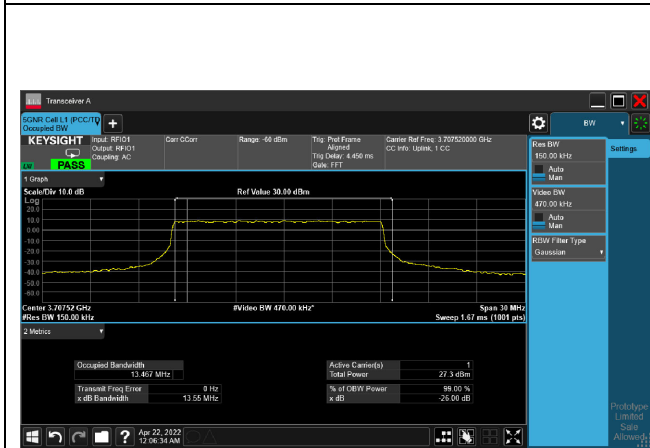 Transceiver A
5GNR Cell L1 (PCC/TD
Occupied BW
KEYSIGHT
LXI
PASS
Input: RFIO1
Output: RFIO1
Coupling: AC
Corr CCorr
Range: -60 dBm
Trig: Prot Frame
Aligned
Trig Delay: 4.450 ms
Gate: FFT
Carrier Ref Freq: 3.707520000 GHz
CC Info: Uplink, 1 CC
BW
Settings
Res BW
150.00 kHz
Auto
Man
Video BW
470.00 kHz
Auto
Man
RBW Filter Type
Gaussian
1 Graph
Scale/Div 10.0 dB
Ref Value 30.00 dBm
Log
20.0
10.0
0.00
-10.0
-20.0
-30.0
-40.0
-50.0
-60.0
Center 3.70752 GHz
#Video BW 470.00 kHz*
Span 30 MHz
#Res BW 150.00 kHz
Sweep 1.67 ms (1001 pts)
2 Metrics
Occupied Bandwidth
13.467 MHz
Transmit Freq Error 0 Hz
x dB Bandwidth 13.55 MHz
Active Carrier(s) 1
Total Power 27.3 dBm
% of OBW Power 99.00 %
x dB -26.00 dB
Apr 22, 2022
12:06:34 AM
Prototype
Limited
Sale
Allowed